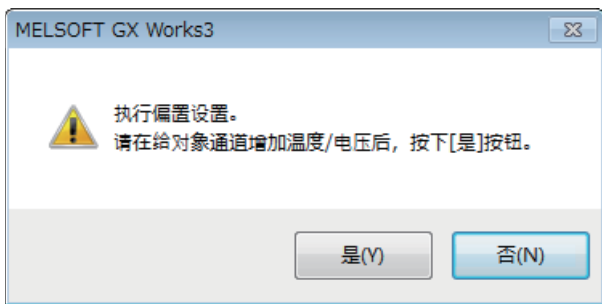 MELSOFT GX Works3
执行偏置设置。
请在给对象通道增加温度/电压后，按下[是]按钮。
是(Y)
否(N)